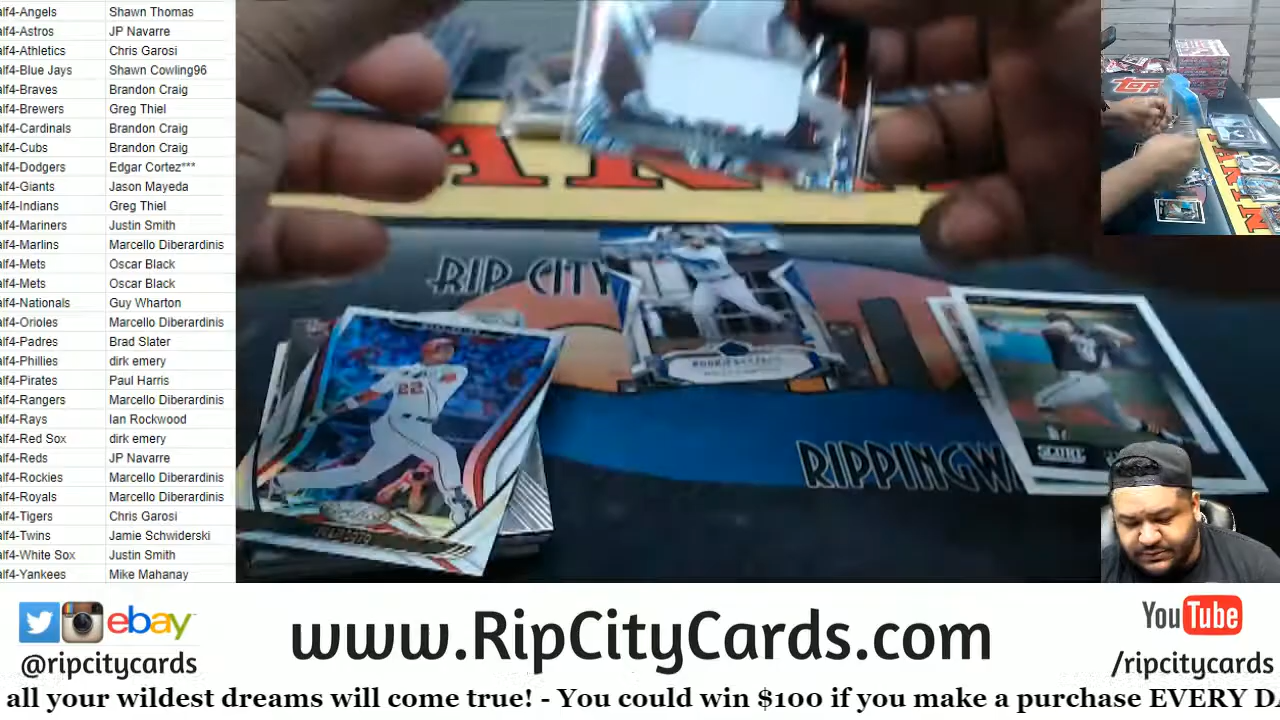 alf4-Angels Shawn Thomas
alf4-Astros JP Navarre
alf4-Athletics Chris Garosi
alf4-Blue Jays Shawn Cowling96
alf4-Braves Brandon Craig
alf4-Brewers Greg Thiel
alf4-Cardinals Brandon Craig
alf4-Cubs Brandon Craig
alf4-Dodgers Edgar Cortez***
alf4-Giants Jason Mayeda
alf4-Indians Greg Thiel
alf4-Mariners Justin Smith
alf4-Marlins Marcello Diberardinis
alf4-Mets Oscar Black
alf4-Mets Oscar Black
alf4-Nationals Guy Wharton
alf4-Orioles Marcello Diberardinis
alf4-Padres Brad Slater
alf4-Phillies dirk emery
alf4-Pirates Paul Harris
alf4-Rangers Marcello Diberardinis
alf4-Rays Ian Rockwood
alf4-Red Sox dirk emery
alf4-Reds JP Navarre
alf4-Rockies Marcello Diberardinis
alf4-Royals Marcello Diberardinis
alf4-Tigers Chris Garosi
alf4-Twins Jamie Schwiderski
alf4-White Sox Justin Smith
alf4-Yankees Mike Mahanay
RIP CITY
RIPPINGW
22
SCORE
TOPPS
ebay
@ripcitycards
www.RipCityCards.com
YouTube
/ripcitycards
all your wildest dreams will come true! - You could win $100 if you make a purchase EVERY DA